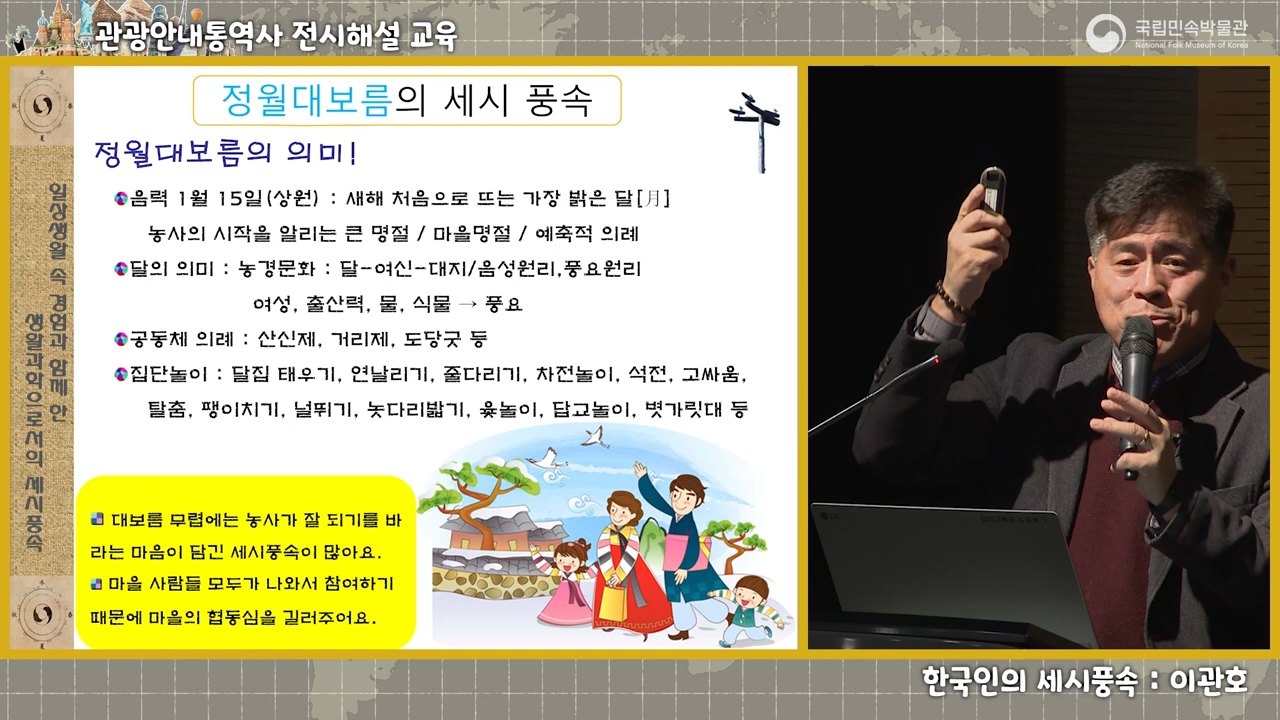 관광안내통역사 전시해설 교육
국립민속박물관
National Folk Museum of Korea
정월대보름의 세시 풍속
정월대보름의 의미!
음력 1월 15일(상원) : 새해 처음으로 뜨는 가장 밝은 달[月]
농사의 시작을 알리는 큰 명절 / 마을명절 / 예축적 의례
달의 의미 : 농경문화 : 달-여신-대지/음성원리,풍요원리
여성, 출산력, 물, 식물 → 풍요
공동체 의례 : 산신제, 거리제, 도당굿 등
집단놀이 : 달집 태우기, 연날리기, 줄다리기, 차전놀이, 석전, 고싸움,
탈춤, 팽이치기, 널뛰기, 놋다리밟기, 윷놀이, 답교놀이, 볏가릿대 등
대보름 무렵에는 농사가 잘 되기를 바
라는 마음이 담긴 세시풍속이 많아요.
마을 사람들 모두가 나와서 참여하기
때문에 마을의 협동심을 길러주어요.
일상생활 속 경험과 함께 한
생활과학으로서의 세시풍속
한국인의 세시풍속 : 이관호